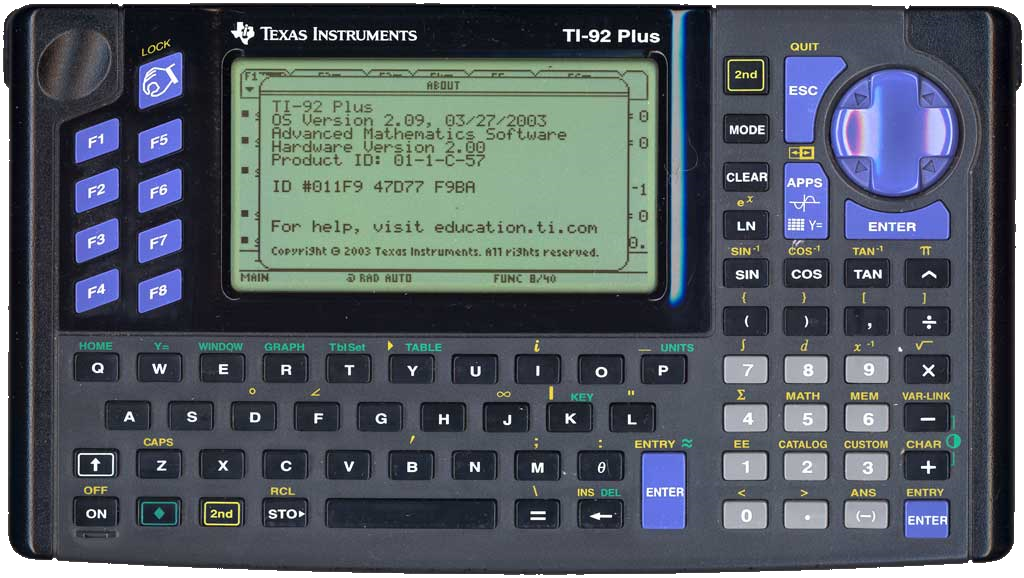 TEXAS INSTRUMENTS
TI-92 Plus
ABOUT
TI-92 Plus
OS Version 2.09, 03/27/2003
Advanced Mathematics Software
Hardware Version 2.00
Product ID: 01-1-C-57
ID #011F9 47D77 F9BA
For help, visit education.ti.com
Copyright © 2003 Texas Instruments. All rights reserved.
MAIN RAD AUTO FUNC 8/40
LOCK
F1 F5
F2 F6
F3 F7
F4 F8
QUIT
2nd ESC
MODE
CLEAR APPS
eˣ
LN Y= ENTER
SIN⁻¹ COS⁻¹ TAN⁻¹ π
SIN COS TAN ^
{ } [ ]
( ) , ÷
∫ d x⁻¹ √
7 8 9 ×
Σ MATH MEM VAR-LINK
4 5 6 −
EE CATALOG CUSTOM CHAR
1 2 3 +
< > ANS ENTRY
0 . (−) ENTER
HOME Y= WINDOW GRAPH TblSet TABLE i _ UNITS
Q W E R T Y U I O P
° ∠ ∞ | KEY "
A S D F G H J K L
CAPS ′ ; : ENTRY ≈
Z X C V B N M θ ENTER
OFF RCL \ INS DEL
ON 2nd STO▸ = ←